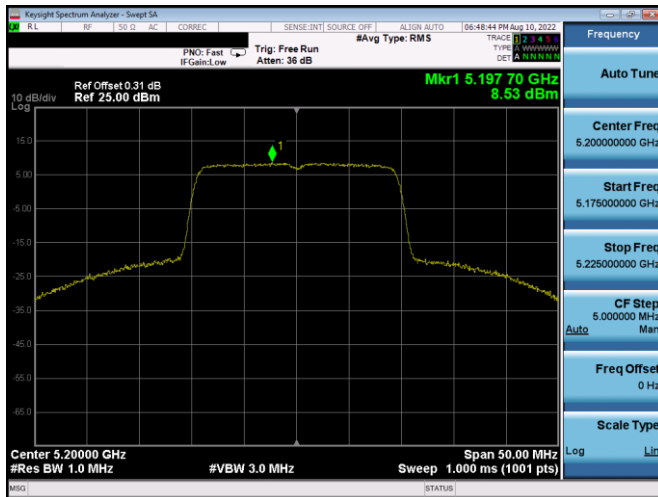 Keysight Spectrum Analyzer - Swept SA
RL RF 50 Ω AC CORREC SENSE:INT SOURCE OFF ALIGN AUTO 06:48:44 PM Aug 10, 2022
#Avg Type: RMS
TRACE 1 2 3 4 5 6
TYPE A WWWWW
DET A N N N N N
PNO: Fast
IFGain:Low
Trig: Free Run
Atten: 36 dB
Mkr1 5.197 70 GHz
8.53 dBm
Ref Offset 0.31 dB
Ref 25.00 dBm
10 dB/div
Log
15.0
5.00
-5.00
-15.0
-25.0
-35.0
-45.0
-55.0
-65.0
1
Center 5.20000 GHz
#Res BW 1.0 MHz
#VBW 3.0 MHz
Span 50.00 MHz
Sweep 1.000 ms (1001 pts)
MSG
STATUS
Frequency
Auto Tune
Center Freq
5.200000000 GHz
Start Freq
5.175000000 GHz
Stop Freq
5.225000000 GHz
CF Step
5.000000 MHz
Auto Man
Freq Offset
0 Hz
Scale Type
Log Lin